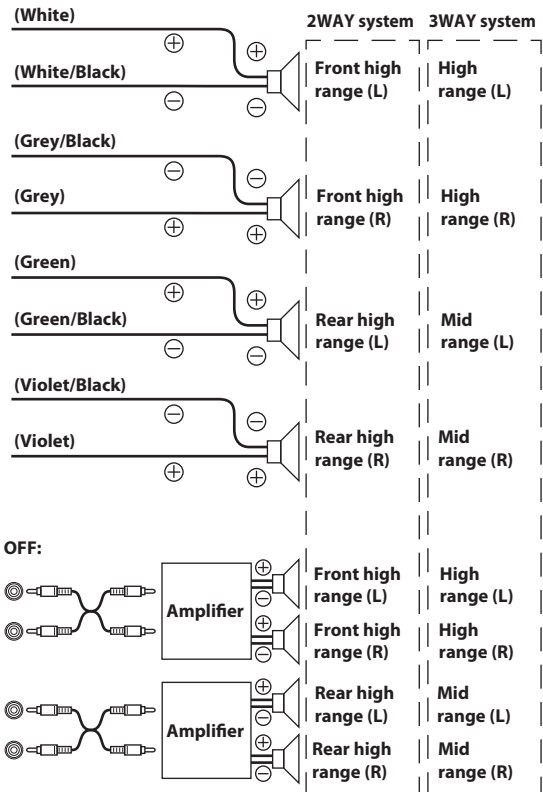 (White)
2WAY system
3WAY system
⊕
⊕
(White/Black)
Front high
range (L)
High
range (L)
⊖
⊖
(Grey/Black)
⊖
⊖
(Grey)
Front high
range (R)
High
range (R)
⊕
⊕
(Green)
⊕
⊕
(Green/Black)
Rear high
range (L)
Mid
range (L)
⊖
⊖
(Violet/Black)
⊖
⊖
(Violet)
Rear high
range (R)
Mid
range (R)
⊕
⊕
OFF:
Amplifier
⊕
⊖
Front high
range (L)
High
range (L)
⊕
⊖
Front high
range (R)
High
range (R)
Amplifier
⊕
⊖
Rear high
range (L)
Mid
range (L)
⊕
⊖
Rear high
range (R)
Mid
range (R)